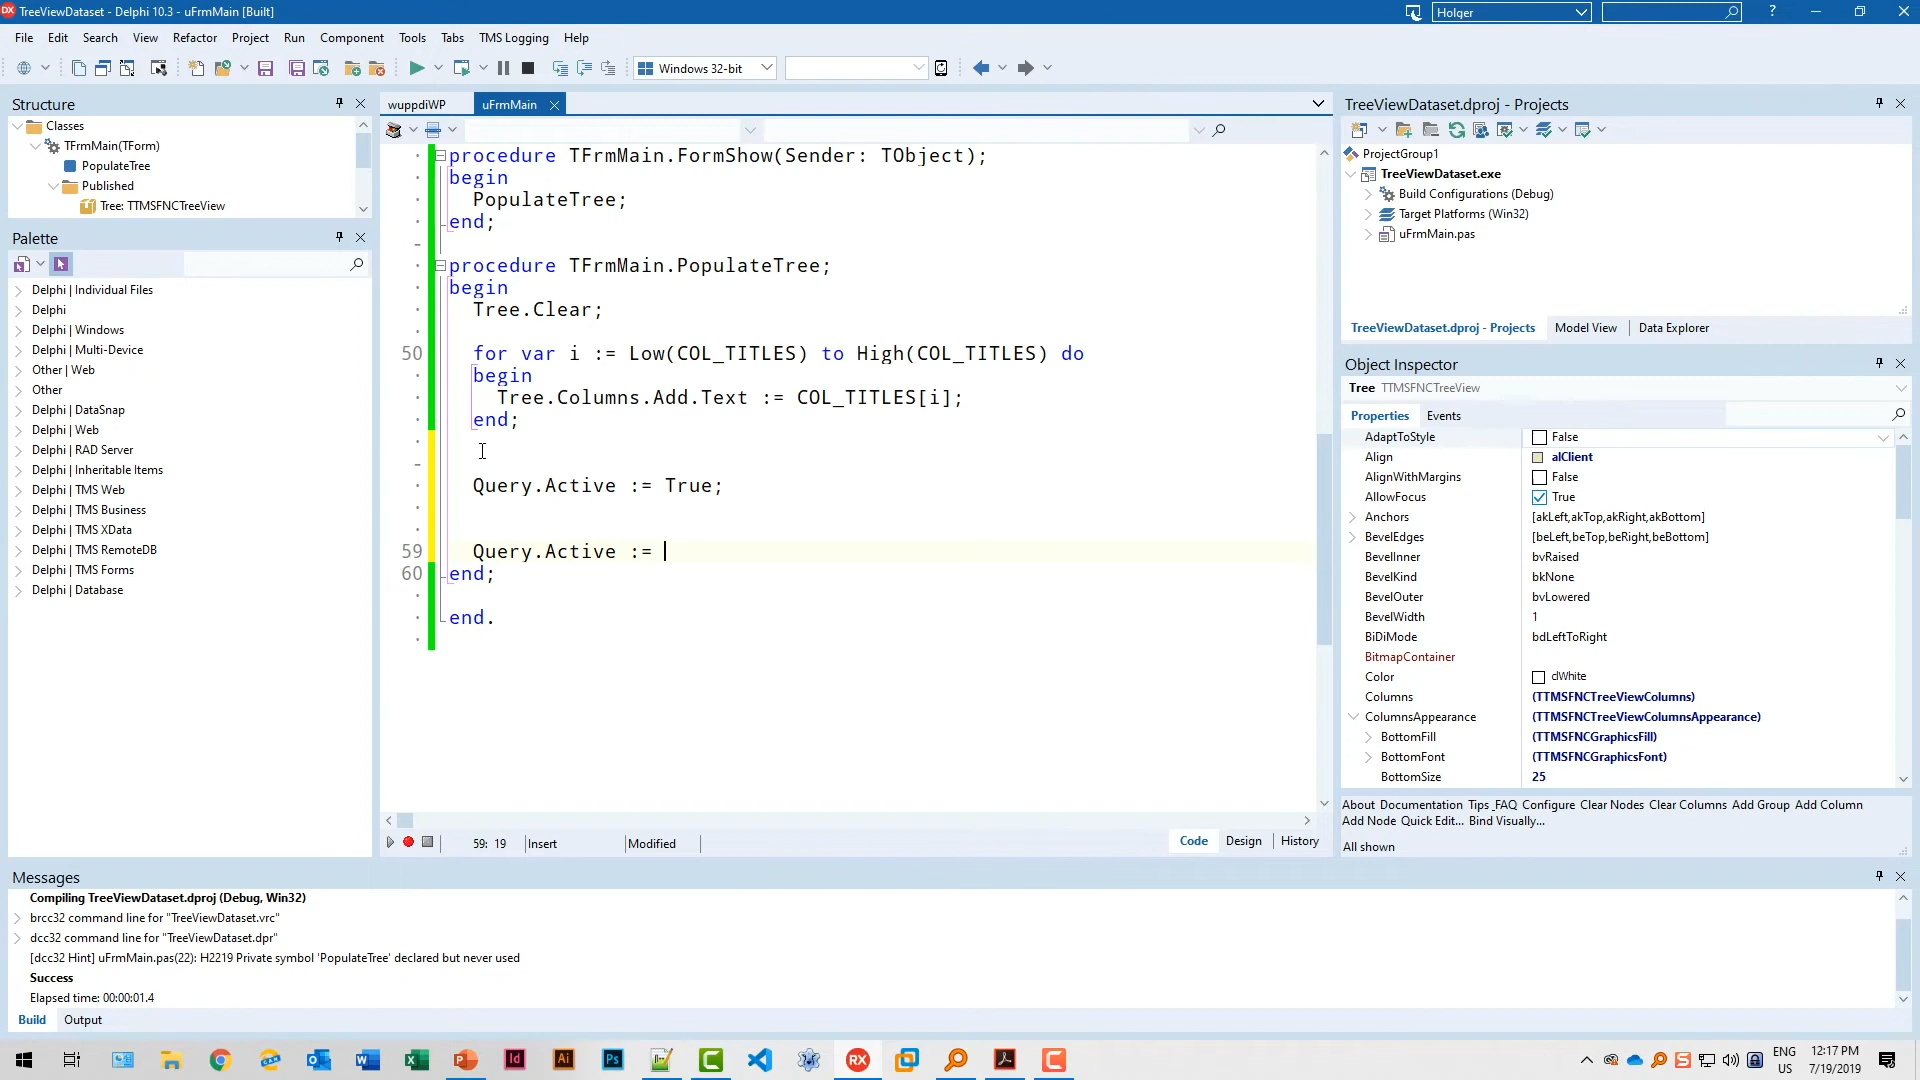 DX TreeViewDataset - Delphi 10.3 - uFrmMain [Built]
Holger
?
File Edit Search View Refactor Project Run Component Tools Tabs TMS Logging Help
Windows 32-bit
Structure
Classes
TFrmMain(TForm)
PopulateTree
Published
Tree: TTMSFNCTreeView
Palette
Delphi | Individual Files
Delphi
Delphi | Windows
Delphi | Multi-Device
Other | Web
Other
Delphi | DataSnap
Delphi | Web
Delphi | RAD Server
Delphi | Inheritable Items
Delphi | TMS Web
Delphi | TMS Business
Delphi | TMS XData
Delphi | TMS RemoteDB
Delphi | TMS Forms
Delphi | Database
wuppdiWP uFrmMain
procedure TFrmMain.FormShow(Sender: TObject);
begin
PopulateTree;
end;
procedure TFrmMain.PopulateTree;
begin
Tree.Clear;
50 for var i := Low(COL_TITLES) to High(COL_TITLES) do
begin
Tree.Columns.Add.Text := COL_TITLES[i];
end;
Query.Active := True;
59 Query.Active :=
60 end;
end.
59: 19 Insert Modified
Code Design History
TreeViewDataset.dproj - Projects
ProjectGroup1
TreeViewDataset.exe
Build Configurations (Debug)
Target Platforms (Win32)
uFrmMain.pas
TreeViewDataset.dproj - Projects Model View Data Explorer
Object Inspector
Tree TTMSFNCTreeView
Properties Events
AdaptToStyle False
Align alClient
AlignWithMargins False
AllowFocus True
Anchors [akLeft,akTop,akRight,akBottom]
BevelEdges [beLeft,beTop,beRight,beBottom]
BevelInner bvRaised
BevelKind bkNone
BevelOuter bvLowered
BevelWidth 1
BiDiMode bdLeftToRight
BitmapContainer
Color clWhite
Columns (TTMSFNCTreeViewColumns)
ColumnsAppearance (TTMSFNCTreeViewColumnsAppearance)
BottomFill (TTMSFNCGraphicsFill)
BottomFont (TTMSFNCGraphicsFont)
BottomSize 25
About Documentation Tips_FAQ Configure Clear Nodes Clear Columns Add Group Add Column
Add Node Quick Edit... Bind Visually...
All shown
Messages
Compiling TreeViewDataset.dproj (Debug, Win32)
brcc32 command line for "TreeViewDataset.vrc"
dcc32 command line for "TreeViewDataset.dpr"
[dcc32 Hint] uFrmMain.pas(22): H2219 Private symbol 'PopulateTree' declared but never used
Success
Elapsed time: 00:00:01.4
Build Output
Id Ai Ps RX
ENG
US
12:17 PM
7/19/2019